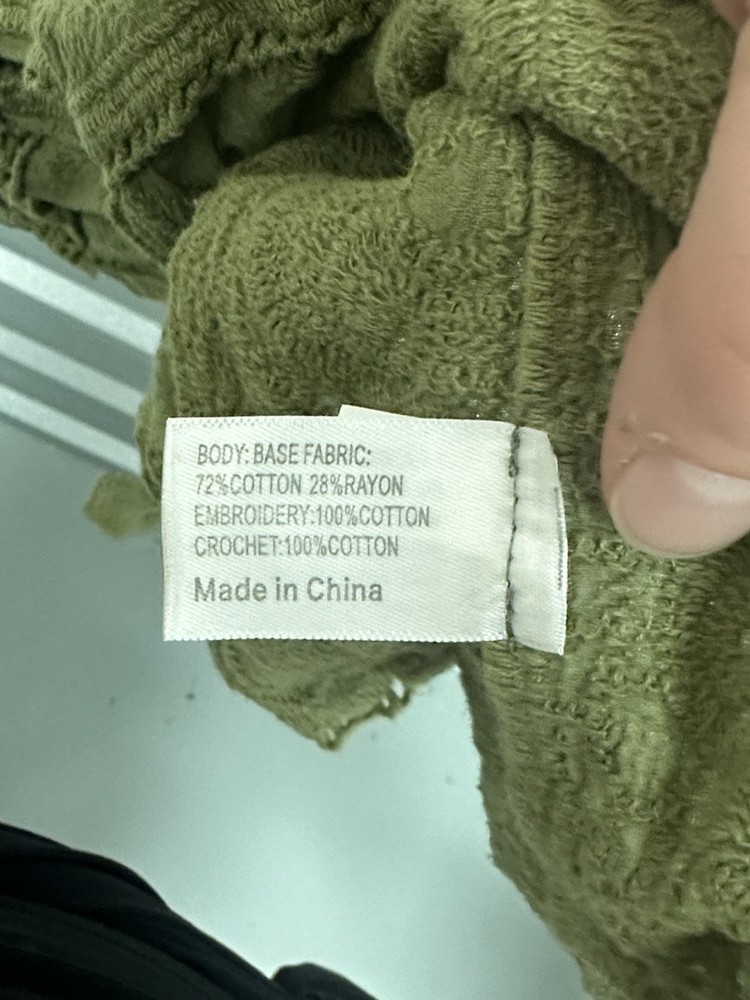 BODY: BASE FABRIC:
72%COTTON 28%RAYON
EMBROIDERY:100%COTTON
CROCHET:100%COTTON
Made in China